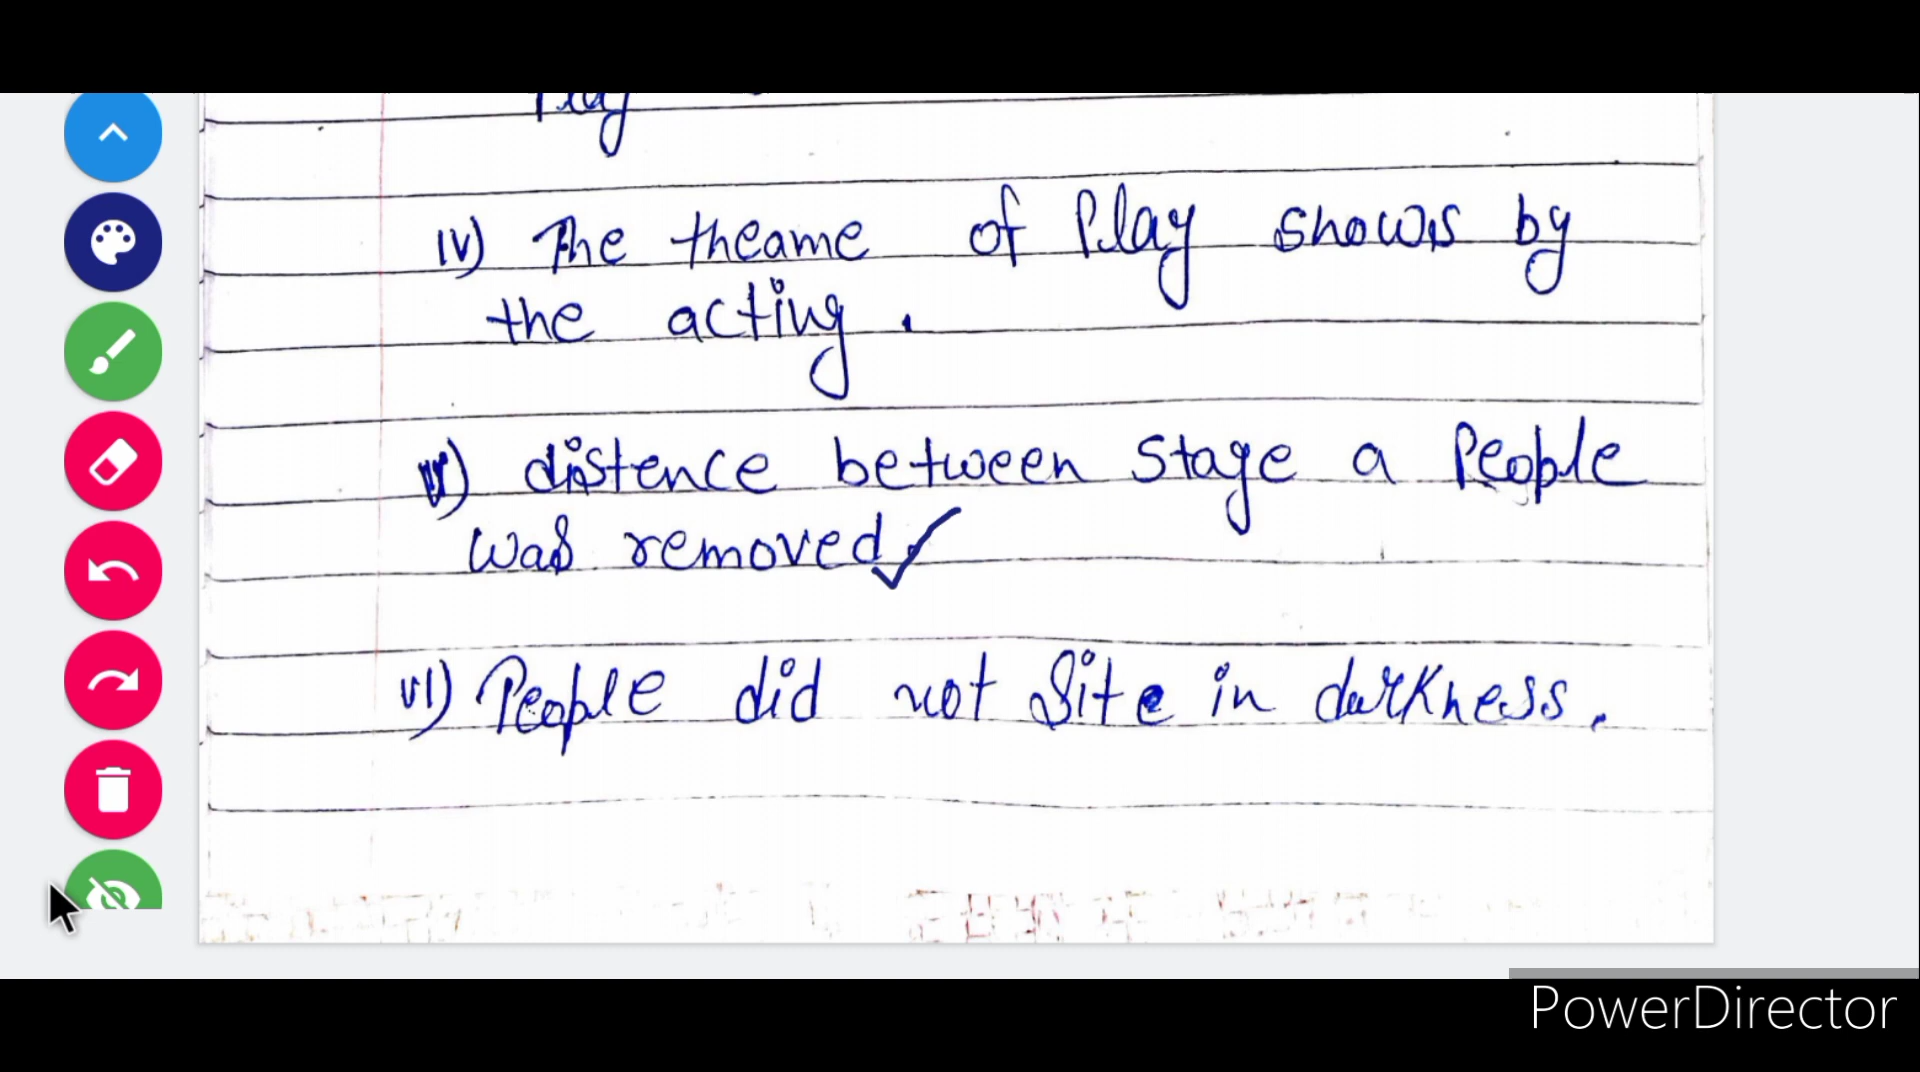 Play
IV) The theame of Play shows by
the acting.
V) distence between stage a People
was removed
VI) People did not Site in darkness.
PowerDirector